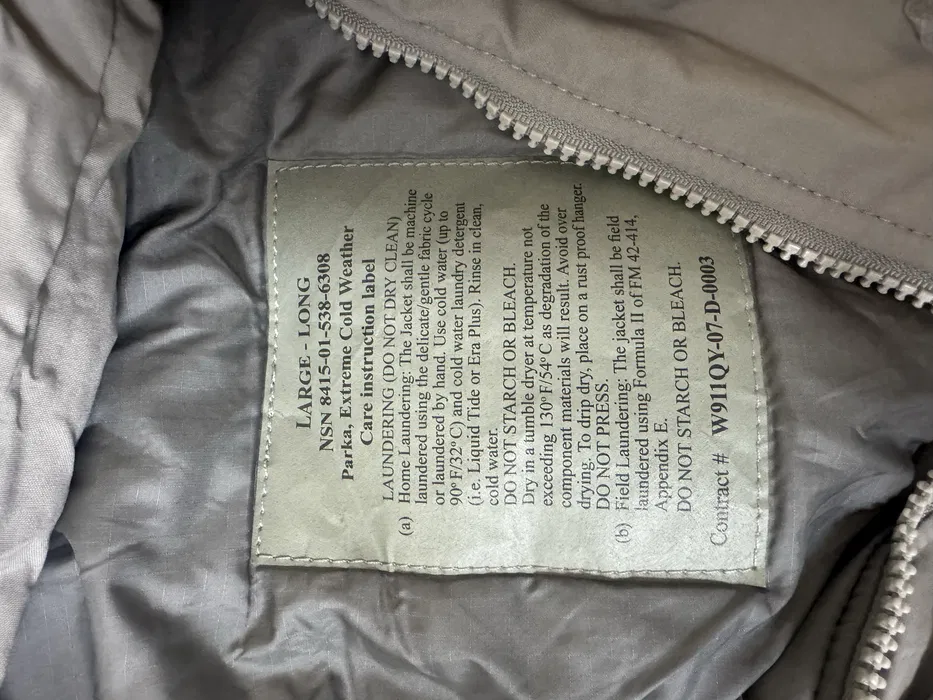 LARGE - LONG
NSN 8415-01-538-6308
Parka, Extreme Cold Weather
Care instruction label
LAUNDERING (DO NOT DRY CLEAN)
(a) Home Laundering: The Jacket shall be machine
laundered using the delicate/gentle fabric cycle
or laundered by hand. Use cold water (up to
90° F/32° C) and cold water laundry detergent
(i.e. Liquid Tide or Era Plus). Rinse in clean,
cold water.
DO NOT STARCH OR BLEACH.
Dry in a tumble dryer at temperature not
exceeding 130° F/54° C as degradation of the
component materials will result. Avoid over
drying. To drip dry, place on a rust proof hanger.
DO NOT PRESS.
(b) Field Laundering: The jacket shall be field
laundered using Formula II of FM 42-414,
Appendix E.
DO NOT STARCH OR BLEACH.
Contract # W911QY-07-D-0003